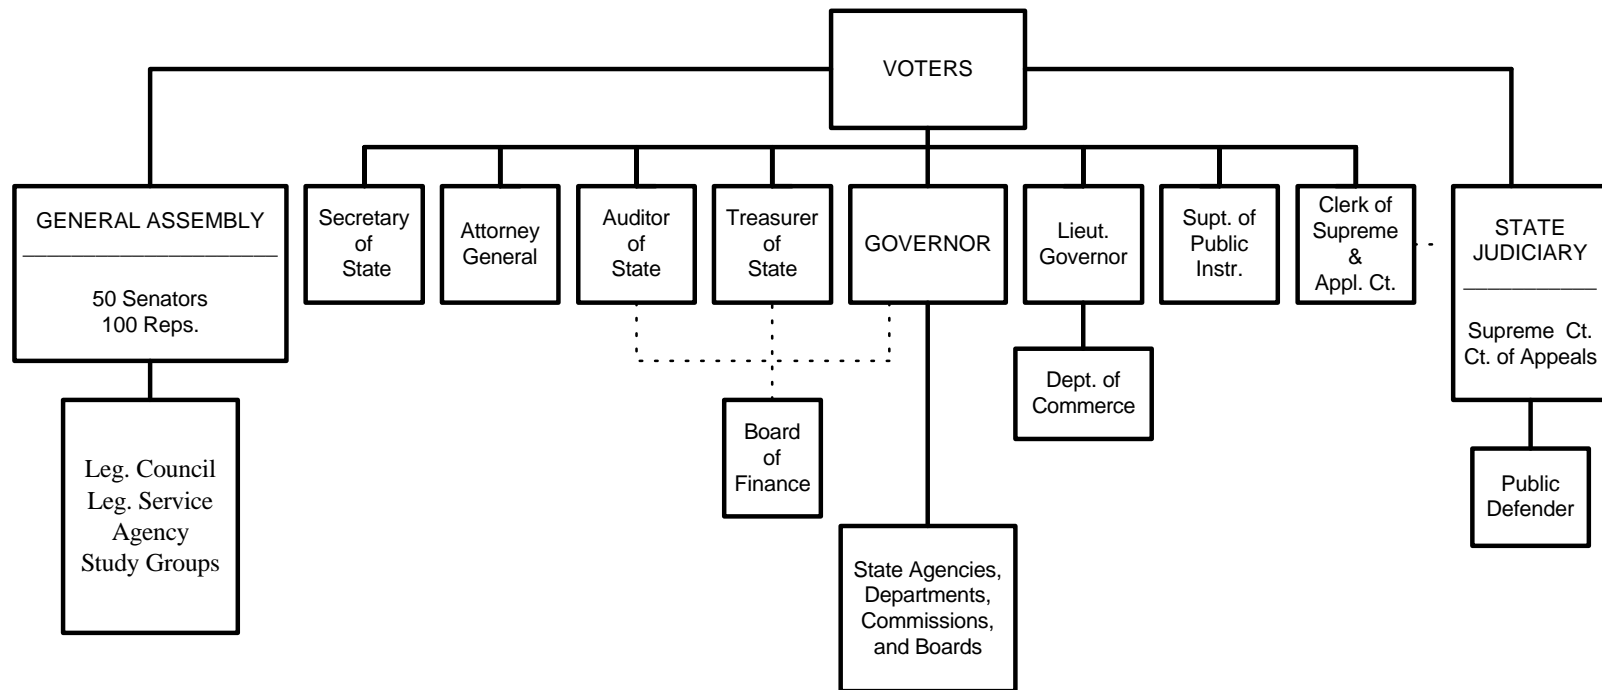 VOTERS
GENERAL ASSEMBLY
50 Senators
100 Reps.
Secretary
of
State
Attorney
General
Auditor
of
State
Treasurer
of
State
GOVERNOR
Lieut.
Governor
Supt. of
Public
Instr.
Clerk of
Supreme
&
Appl. Ct.
STATE
JUDICIARY
Supreme Ct.
Ct. of Appeals
Leg. Council
Leg. Service
Agency
Study Groups
Board
of
Finance
Dept. of
Commerce
Public
Defender
State Agencies,
Departments,
Commissions,
and Boards